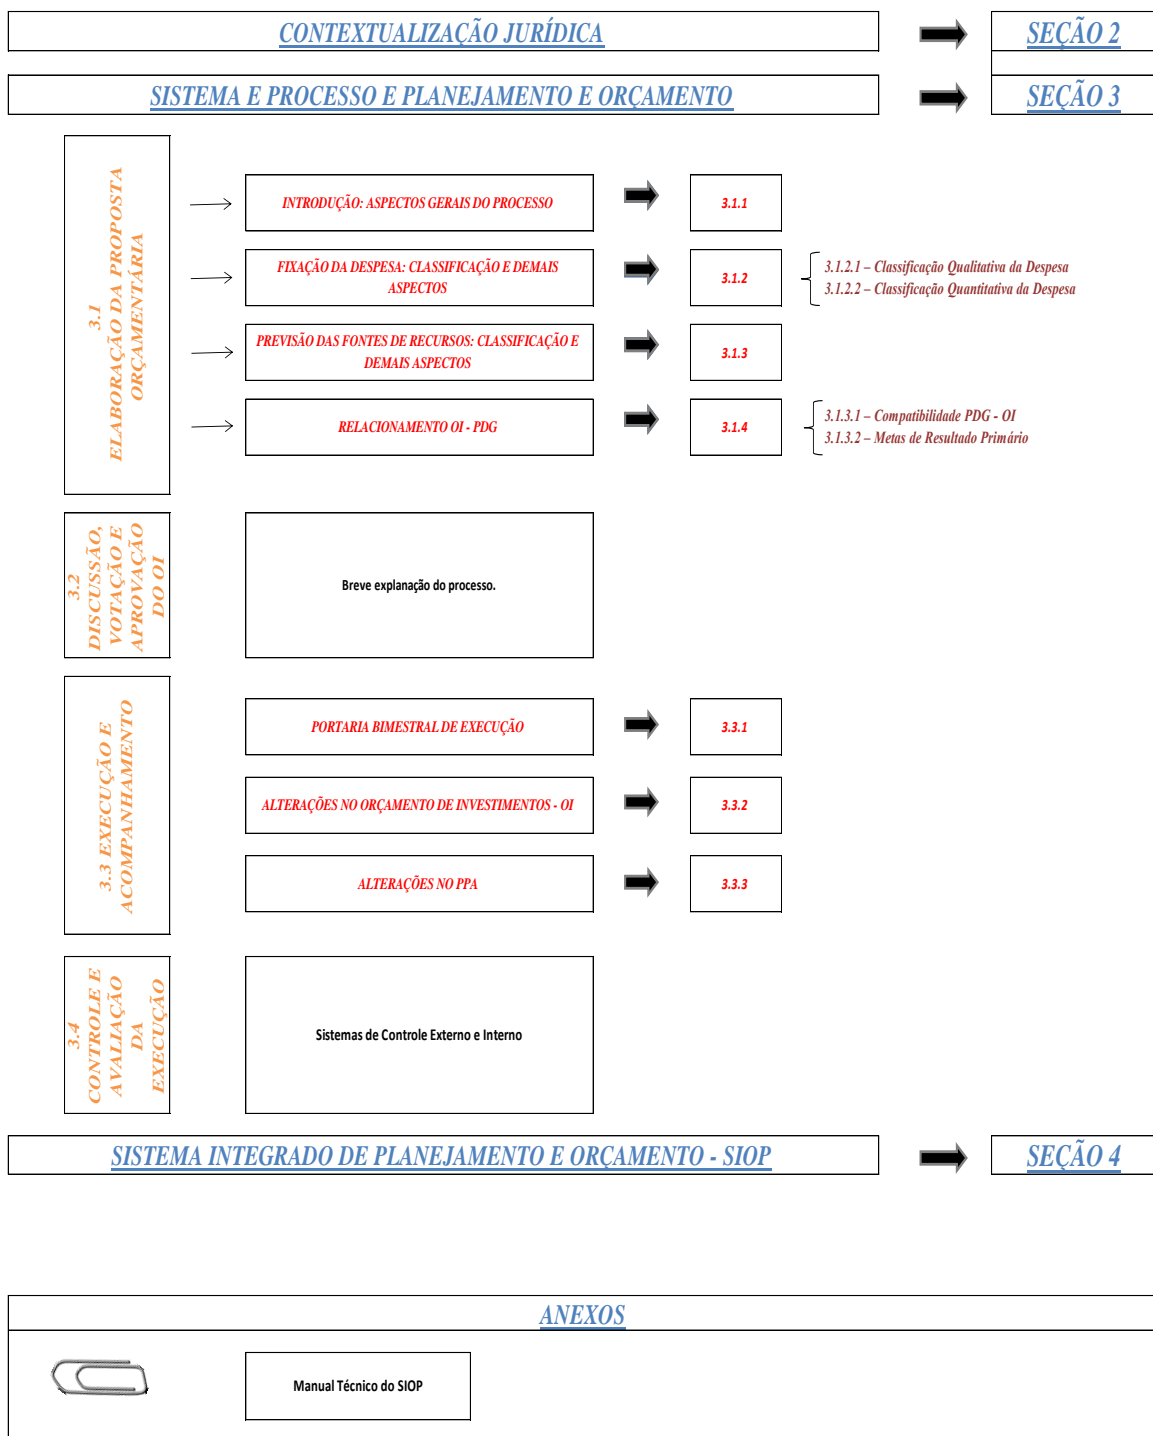 CONTEXTUALIZAÇÃO JURÍDICA
SEÇÃO 2
SISTEMA E PROCESSO E PLANEJAMENTO E ORÇAMENTO
SEÇÃO 3
3.1
ELABORAÇÃO DA PROPOSTA
ORÇAMENTÁRIA
INTRODUÇÃO: ASPECTOS GERAIS DO PROCESSO
3.1.1
FIXAÇÃO DA DESPESA: CLASSIFICAÇÃO E DEMAIS
ASPECTOS
3.1.2
3.1.2.1 – Classificação Qualitativa da Despesa
3.1.2.2 – Classificação Quantitativa da Despesa
PREVISÃO DAS FONTES DE RECURSOS: CLASSIFICAÇÃO E
DEMAIS ASPECTOS
3.1.3
RELACIONAMENTO OI - PDG
3.1.4
3.1.3.1 – Compatibilidade PDG - OI
3.1.3.2 – Metas de Resultado Primário
3.2
DISCUSSÃO,
VOTAÇÃO E
APROVAÇÃO
DO OI
Breve explanação do processo.
3.3 EXECUÇÃO E
ACOMPANHAMENTO
PORTARIA BIMESTRAL DE EXECUÇÃO
3.3.1
ALTERAÇÕES NO ORÇAMENTO DE INVESTIMENTOS - OI
3.3.2
ALTERAÇÕES NO PPA
3.3.3
3.4
CONTROLE E
AVALIAÇÃO
DA
EXECUÇÃO
Sistemas de Controle Externo e Interno
SISTEMA INTEGRADO DE PLANEJAMENTO E ORÇAMENTO - SIOP
SEÇÃO 4
ANEXOS
Manual Técnico do SIOP